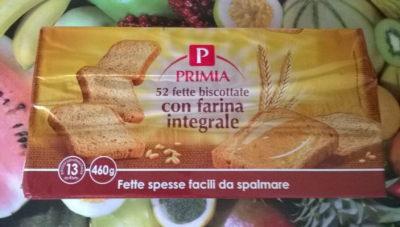 P
PRIMIA
52 fette biscottate
con farina
integrale
13
460g
Fette spesse facili da spalmare